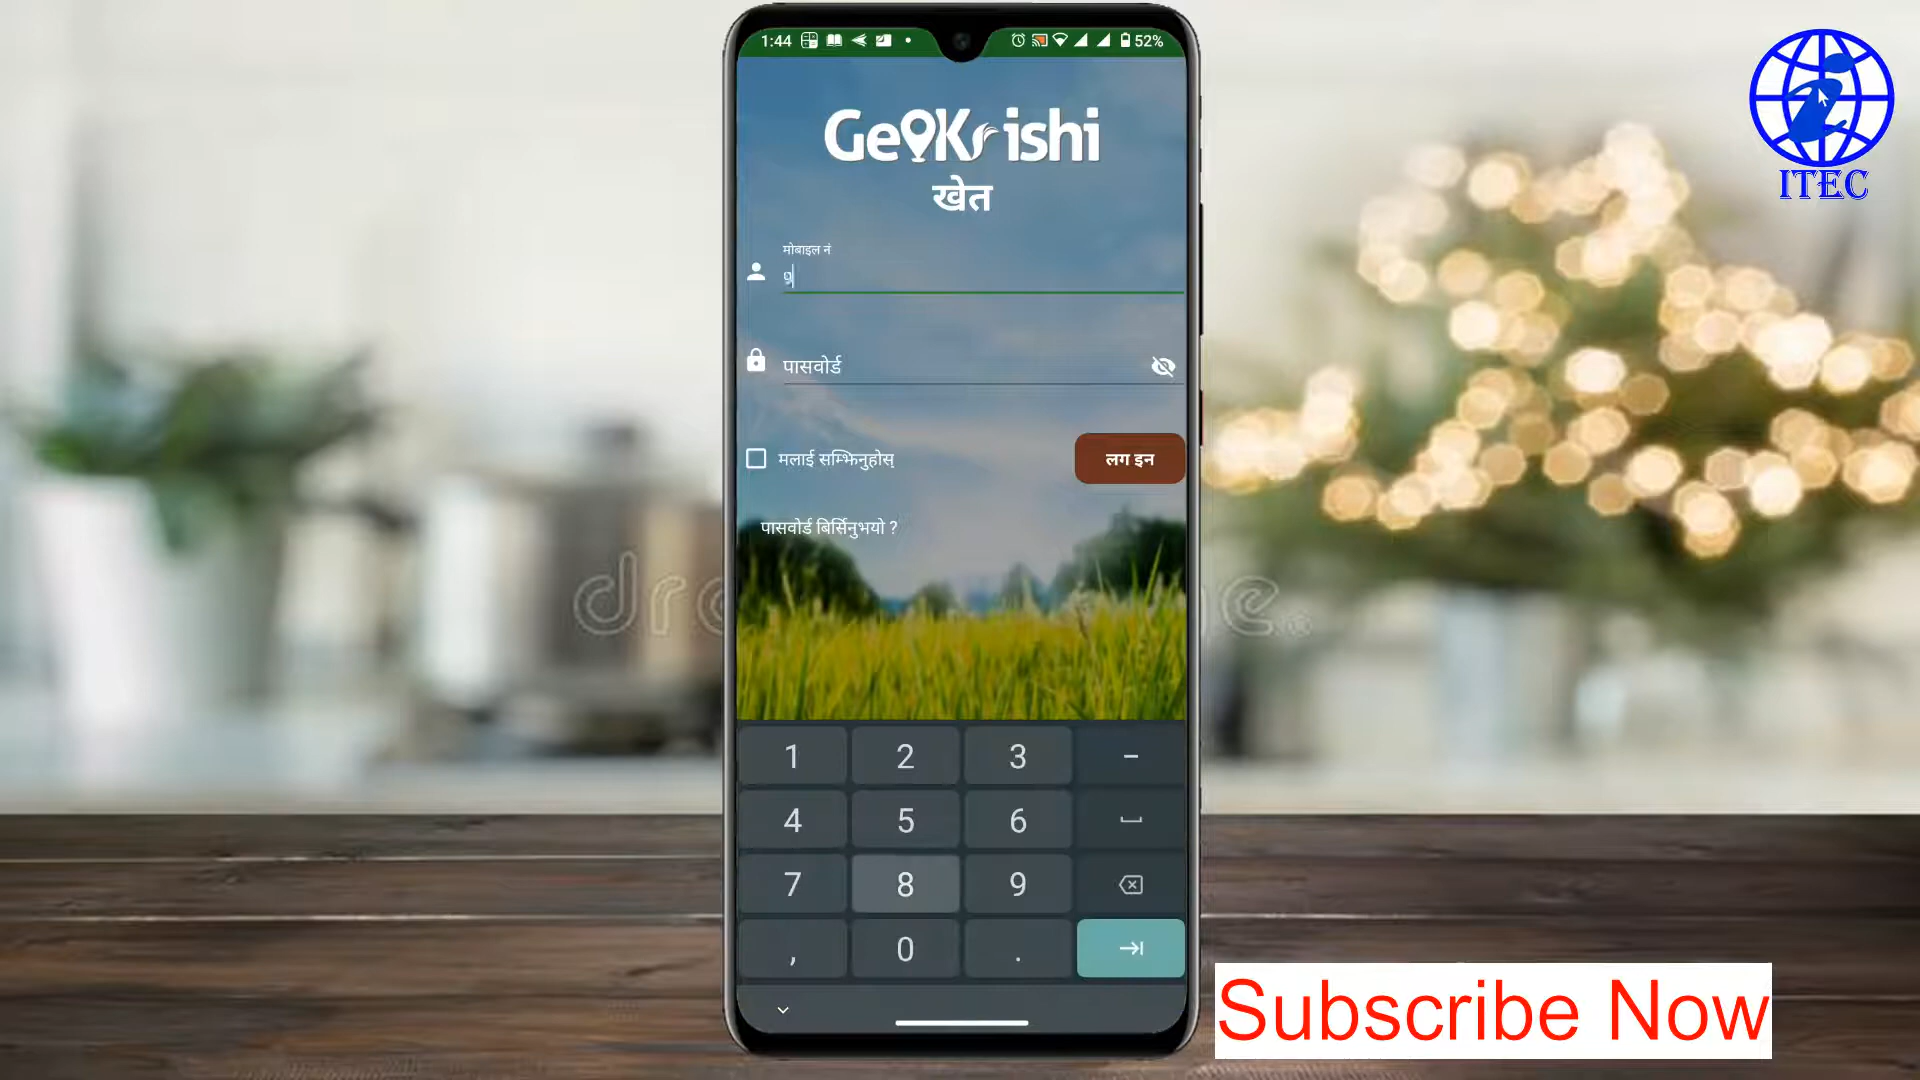 1:44
52%
GeoKrishi
खेत
मोबाइल नं
9
पासवोर्ड
मलाई सम्झिनुहोस्
लग इन
पासवोर्ड बिर्सिनुभयो ?
1 2 3 -
4 5 6
7 8 9
, 0 .
ITEC
Subscribe Now